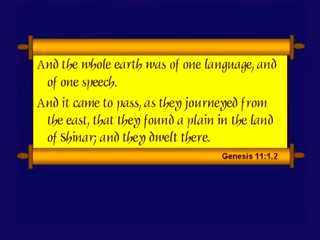 And the whole earth was of one language, and
of one speech.
And it came to pass, as they journeyed from
the east, that they found a plain in the land
of Shinar; and they dwelt there.
Genesis 11:1,2